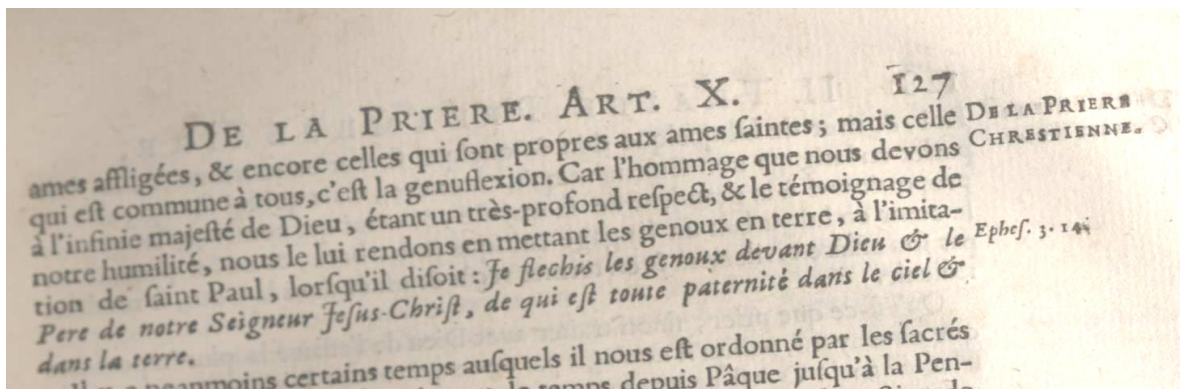 DE LA PRIERE. ART. X. 127
ames affligées, & encore celles qui ſont propres aux ames ſaintes; mais celle
qui eſt commune à tous, c'eſt la genuflexion. Car l'hommage que nous devons
à l'infinie majeſté de Dieu, étant un très-profond reſpect, & le témoignage de
notre humilité, nous le lui rendons en mettant les genoux en terre, à l'imita-
tion de ſaint Paul, lorſqu'il diſoit: Je flechis les genoux devant Dieu & le
Pere de notre Seigneur Jeſus-Chriſt, de qui eſt toute paternité dans le ciel &
dans la terre.
neanmoins certains temps auſquels il nous eſt ordonné par les ſacrés
temps depuis Pâque juſqu'à la Pen-
DE LA PRIERE
CHRESTIENNE.
Epheſ. 3. 14.